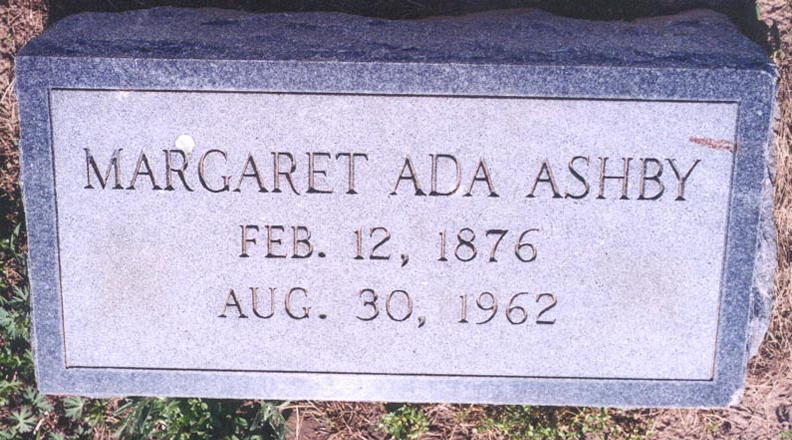 MARGARET ADA ASHBY
FEB. 12, 1876
AUG. 30, 1962